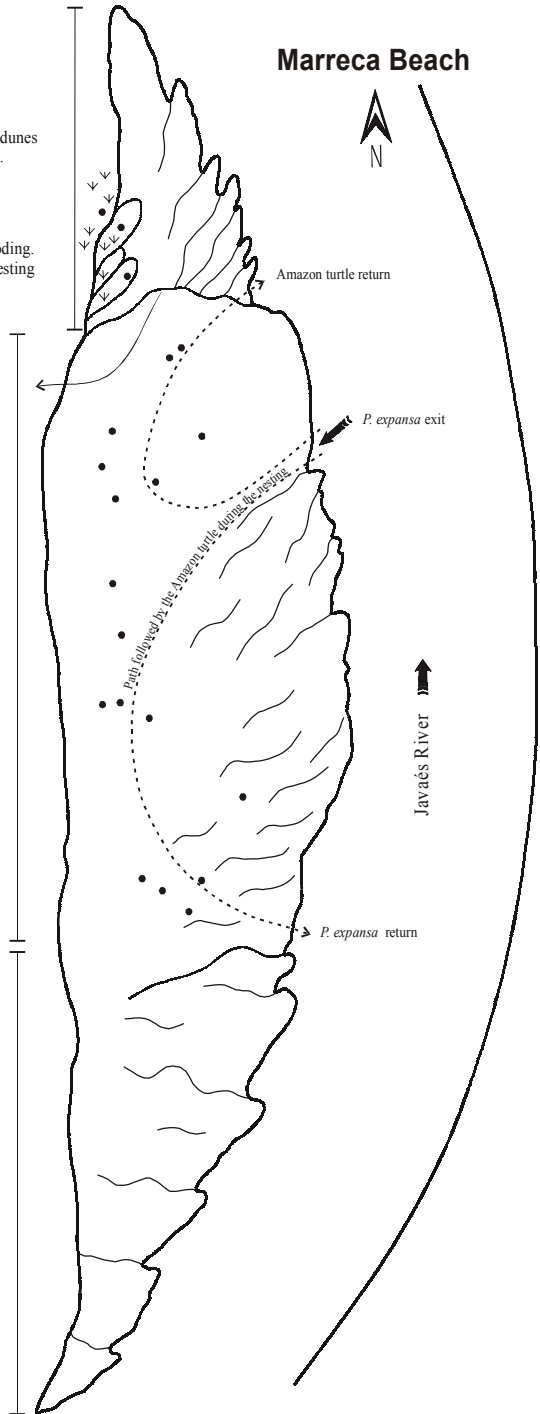 Marreca Beach
N
dunes
.
oding.
esting
Amazon turtle return
P. expansa exit
Path followed by the Amazon turtle during the nesting
Javaés River
P. expansa return